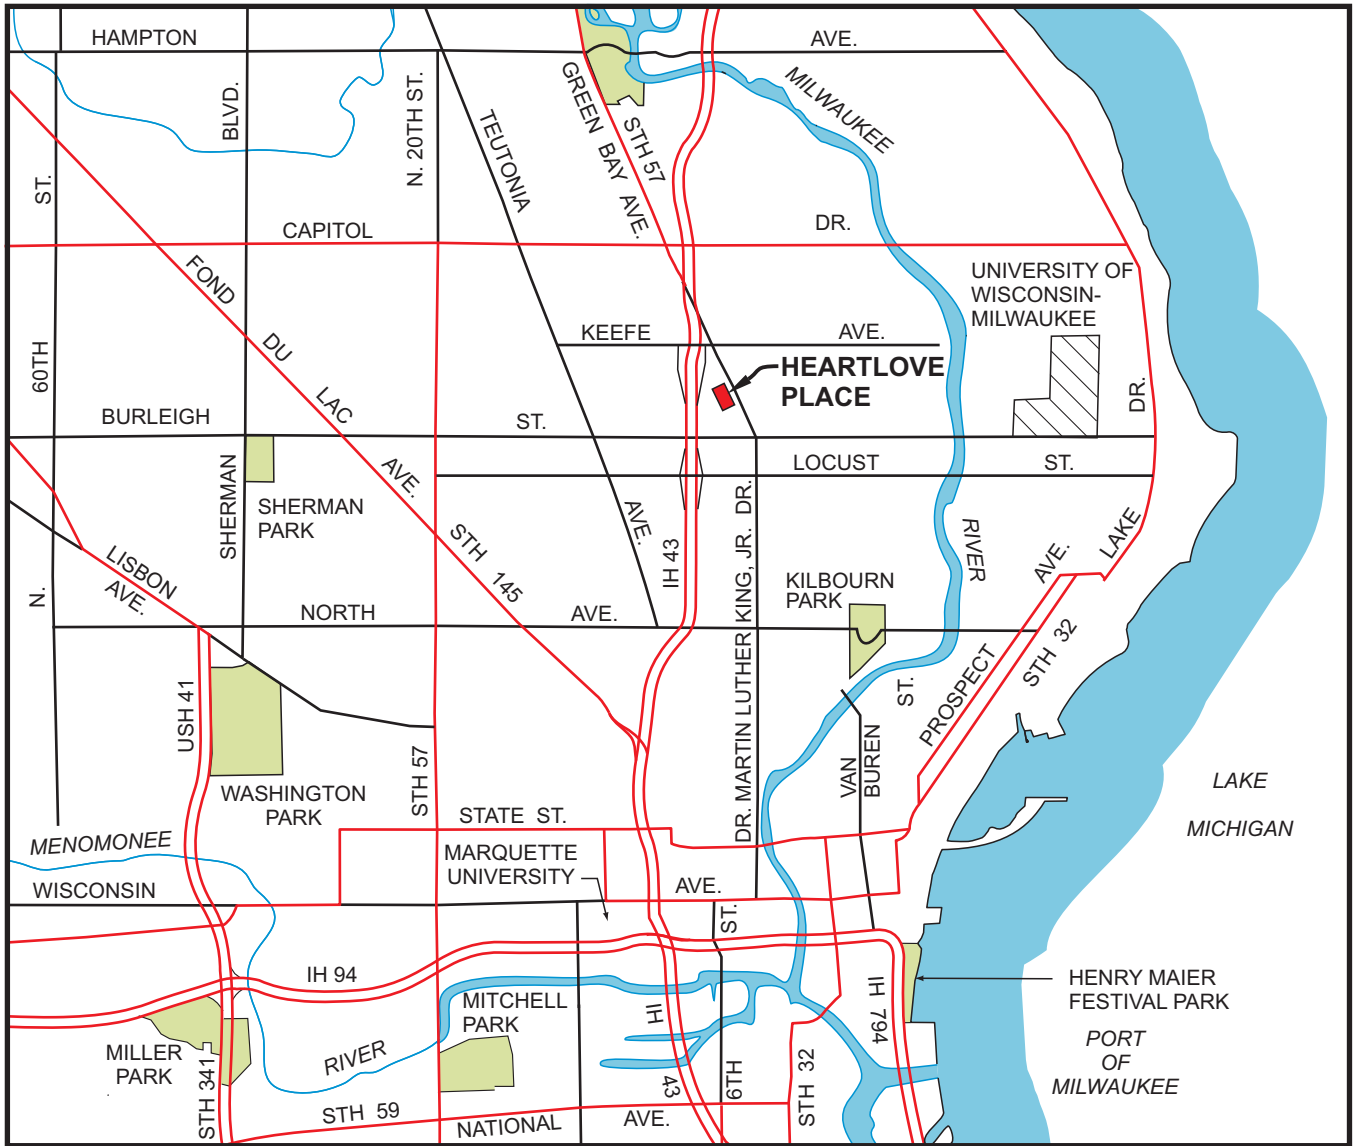 HAMPTON
AVE.
BLVD.
N. 20TH ST.
TEUTONIA
GREEN BAY AVE.
STH 57
MILWAUKEE
ST.
CAPITOL
DR.
FOND
DU
LAC
AVE.
STH 145
UNIVERSITY OF
WISCONSIN-
MILWAUKEE
KEEFE
AVE.
HEARTLOVE
PLACE
60TH
DR.
BURLEIGH
ST.
LOCUST
ST.
SHERMAN
SHERMAN
PARK
AVE.
IH 43
DR. MARTIN LUTHER KING, JR. DR.
RIVER
AVE.
LAKE
LISBON
AVE.
N.
NORTH
AVE.
KILBOURN
PARK
PROSPECT
STH 32
ST.
USH 41
WASHINGTON
PARK
STH 57
VAN
BUREN
LAKE
MICHIGAN
STATE ST.
MENOMONEE
MARQUETTE
UNIVERSITY
WISCONSIN
AVE.
ST.
IH 94
MITCHELL
PARK
IH
43
IH 794
HENRY MAIER
FESTIVAL PARK
PORT
OF
MILWAUKEE
MILLER
PARK
RIVER
STH 341
STH 59
NATIONAL
AVE.
6TH
STH 32